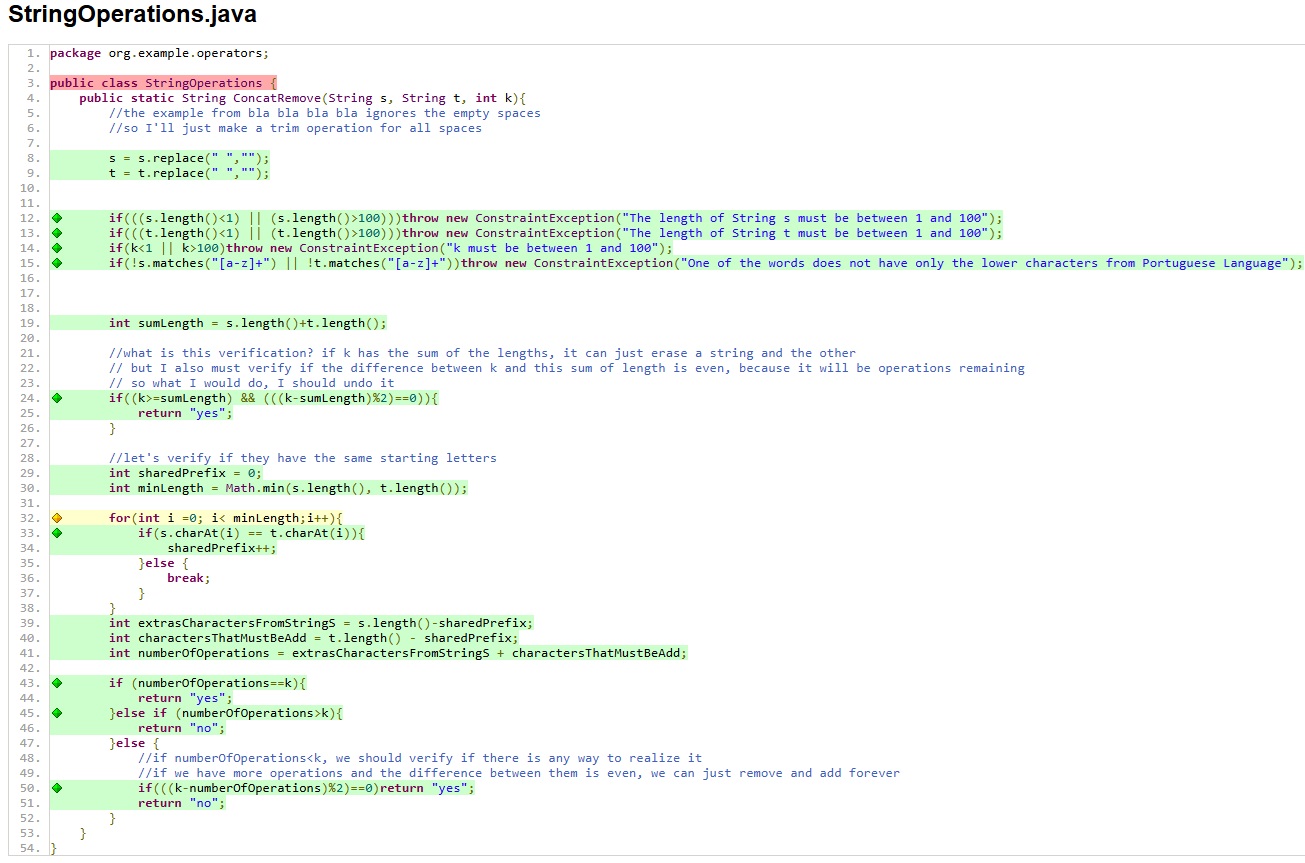 StringOperations.java
1. package org.example.operators;
2.
3. public class StringOperations {
4.     public static String ConcatRemove(String s, String t, int k){
5.         //the example from bla bla bla bla ignores the empty spaces
6.         //so I'll just make a trim operation for all spaces
7.
8.         s = s.replace(" ","");
9.         t = t.replace(" ","");
10.
11.
12.         if(((s.length()<1) || (s.length()>100)))throw new ConstraintException("The length of String s must be between 1 and 100");
13.         if(((t.length()<1) || (t.length()>100)))throw new ConstraintException("The length of String t must be between 1 and 100");
14.         if(k<1 || k>100)throw new ConstraintException("k must be between 1 and 100");
15.         if(!s.matches("[a-z]+") || !t.matches("[a-z]+"))throw new ConstraintException("One of the words does not have only the lower characters from Portuguese Language");
16.
17.
18.
19.         int sumLength = s.length()+t.length();
20.
21.         //what is this verification? if k has the sum of the lengths, it can just erase a string and the other
22.         // but I also must verify if the difference between k and this sum of length is even, because it will be operations remaining
23.         // so what I would do, I should undo it
24.         if((k>=sumLength) && (((k-sumLength)%2)==0)){
25.             return "yes";
26.         }
27.
28.         //let's verify if they have the same starting letters
29.         int sharedPrefix = 0;
30.         int minLength = Math.min(s.length(), t.length());
31.
32.         for(int i =0; i< minLength;i++){
33.             if(s.charAt(i) == t.charAt(i)){
34.                 sharedPrefix++;
35.             }else {
36.                 break;
37.             }
38.         }
39.         int extrasCharactersFromStringS = s.length()-sharedPrefix;
40.         int charactersThatMustBeAdd = t.length() - sharedPrefix;
41.         int numberOfOperations = extrasCharactersFromStringS + charactersThatMustBeAdd;
42.
43.         if (numberOfOperations==k){
44.             return "yes";
45.         }else if (numberOfOperations>k){
46.             return "no";
47.         }else {
48.             //if numberOfOperations<k, we should verify if there is any way to realize it
49.             //if we have more operations and the difference between them is even, we can just remove and add forever
50.             if(((k-numberOfOperations)%2)==0)return "yes";
51.             return "no";
52.         }
53.     }
54. }